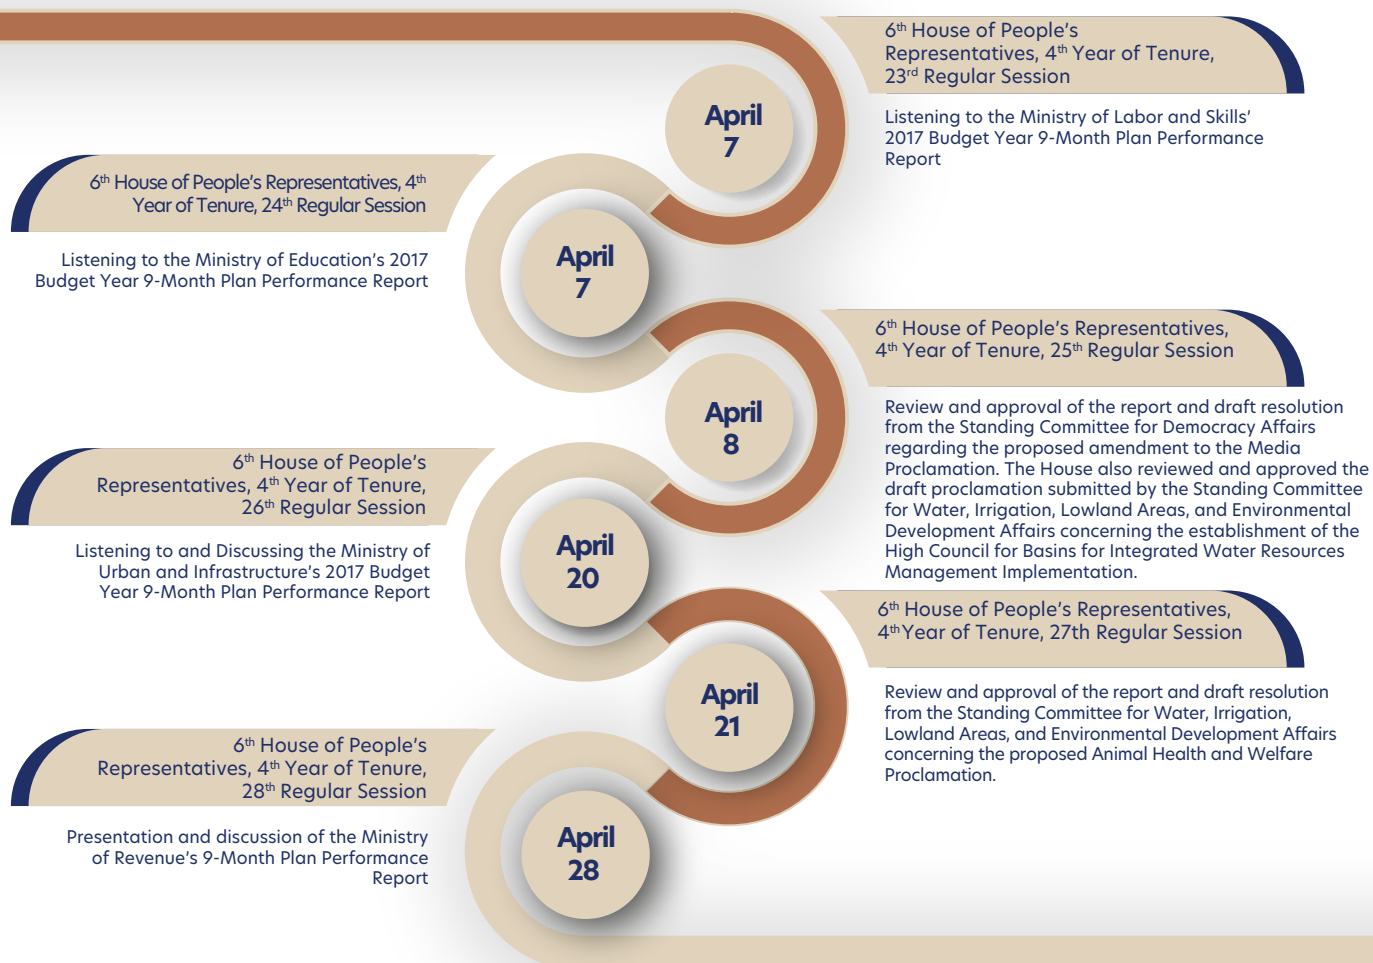 April
7
6th House of People's
Representatives, 4th Year of Tenure,
23rd Regular Session
Listening to the Ministry of Labor and Skills'
2017 Budget Year 9-Month Plan Performance
Report
6th House of People's Representatives, 4th
Year of Tenure, 24th Regular Session
Listening to the Ministry of Education's 2017
Budget Year 9-Month Plan Performance Report
April
7
April
8
6th House of People's Representatives,
4th Year of Tenure, 25th Regular Session
Review and approval of the report and draft resolution
from the Standing Committee for Democracy Affairs
regarding the proposed amendment to the Media
Proclamation. The House also reviewed and approved the
draft proclamation submitted by the Standing Committee
for Water, Irrigation, Lowland Areas, and Environmental
Development Affairs concerning the establishment of the
High Council for Basins for Integrated Water Resources
Management Implementation.
6th House of People's
Representatives, 4th Year of Tenure,
26th Regular Session
Listening to and Discussing the Ministry of
Urban and Infrastructure's 2017 Budget
Year 9-Month Plan Performance Report
April
20
April
21
6th House of People's Representatives,
4th Year of Tenure, 27th Regular Session
Review and approval of the report and draft resolution
from the Standing Committee for Water, Irrigation,
Lowland Areas, and Environmental Development Affairs
concerning the proposed Animal Health and Welfare
Proclamation.
6th House of People's
Representatives, 4th Year of Tenure,
28th Regular Session
Presentation and discussion of the Ministry
of Revenue's 9-Month Plan Performance
Report
April
28